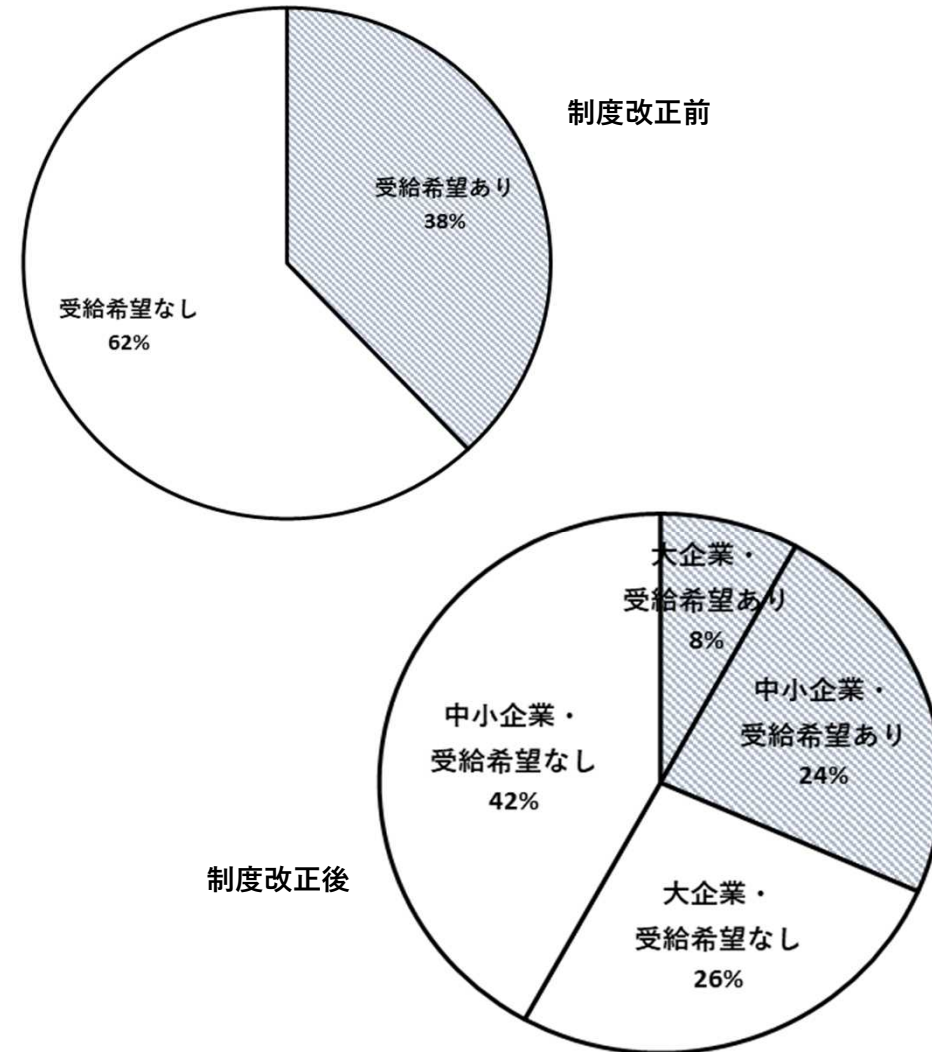 制度改正前
受給希望あり
38%
受給希望なし
62%
大企業・
受給希望あり
8%
中小企業・
受給希望あり
24%
中小企業・
受給希望なし
42%
制度改正後
大企業・
受給希望なし
26%